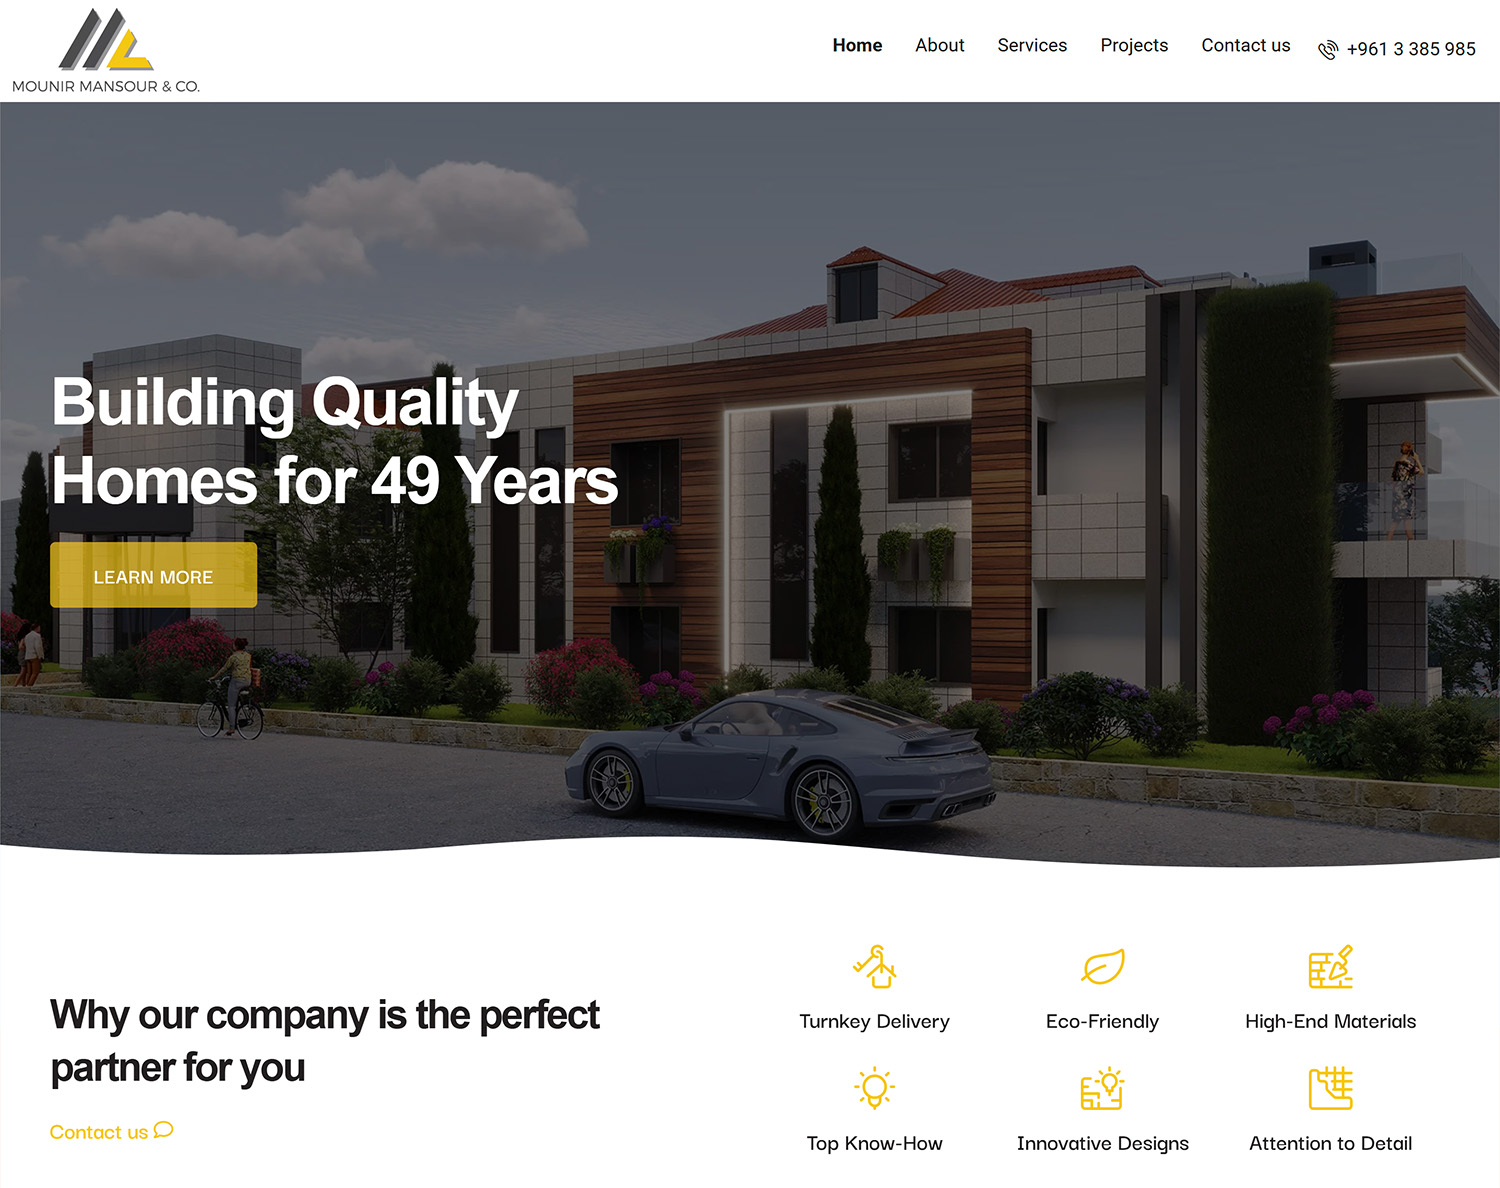 MOUNIR MANSOUR & CO.
Home About Services Projects Contact us +961 3 385 985
Building Quality
Homes for 49 Years
LEARN MORE
Why our company is the perfect
partner for you
Contact us
Turnkey Delivery Eco-Friendly High-End Materials
Top Know-How Innovative Designs Attention to Detail